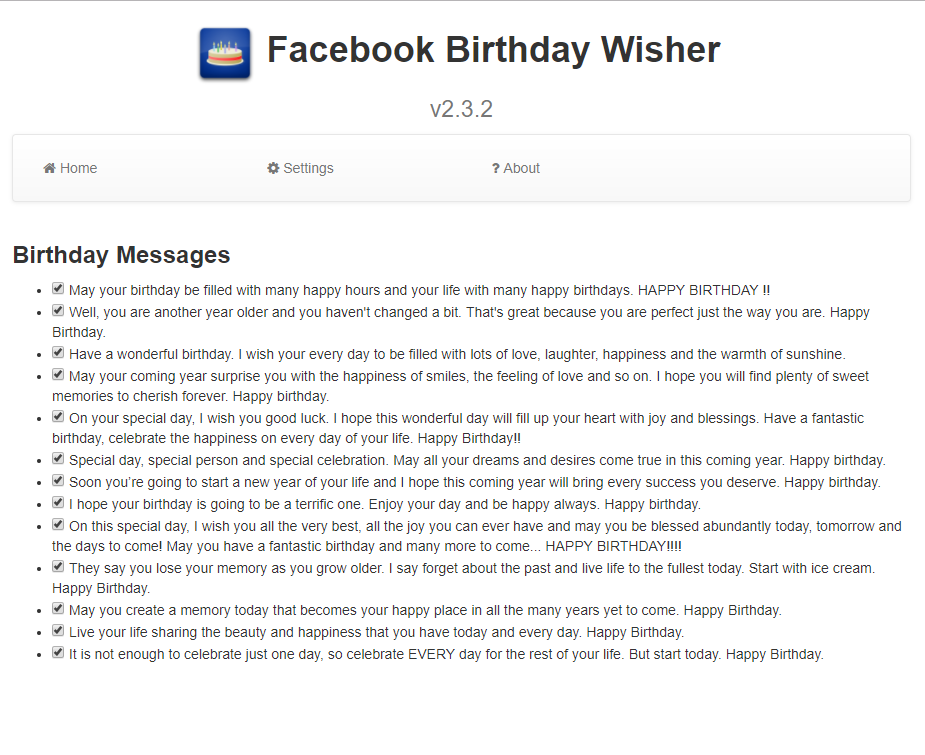 Facebook Birthday Wisher
v2.3.2
Home
Settings
? About
Birthday Messages
May your birthday be filled with many happy hours and your life with many happy birthdays. HAPPY BIRTHDAY !!
Well, you are another year older and you haven't changed a bit. That's great because you are perfect just the way you are. Happy
Birthday.
Have a wonderful birthday. I wish your every day to be filled with lots of love, laughter, happiness and the warmth of sunshine.
May your coming year surprise you with the happiness of smiles, the feeling of love and so on. I hope you will find plenty of sweet
memories to cherish forever. Happy birthday.
On your special day, I wish you good luck. I hope this wonderful day will fill up your heart with joy and blessings. Have a fantastic
birthday, celebrate the happiness on every day of your life. Happy Birthday!!
Special day, special person and special celebration. May all your dreams and desires come true in this coming year. Happy birthday.
Soon you’re going to start a new year of your life and I hope this coming year will bring every success you deserve. Happy birthday.
I hope your birthday is going to be a terrific one. Enjoy your day and be happy always. Happy birthday.
On this special day, I wish you all the very best, all the joy you can ever have and may you be blessed abundantly today, tomorrow and
the days to come! May you have a fantastic birthday and many more to come... HAPPY BIRTHDAY!!!!
They say you lose your memory as you grow older. I say forget about the past and live life to the fullest today. Start with ice cream.
Happy Birthday.
May you create a memory today that becomes your happy place in all the many years yet to come. Happy Birthday.
Live your life sharing the beauty and happiness that you have today and every day. Happy Birthday.
It is not enough to celebrate just one day, so celebrate EVERY day for the rest of your life. But start today. Happy Birthday.